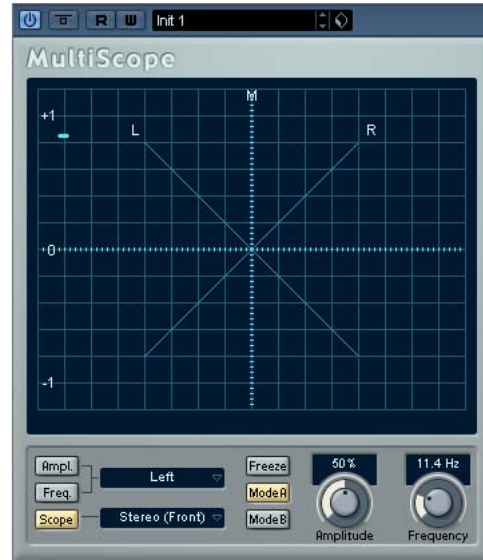 R W Init 1
MultiScope
M
+1
L R
0
-1
Ampl. Left Freeze 50% 11.4 Hz
Freq. Mode A
Scope Stereo (Front) Mode B
Amplitude Frequency